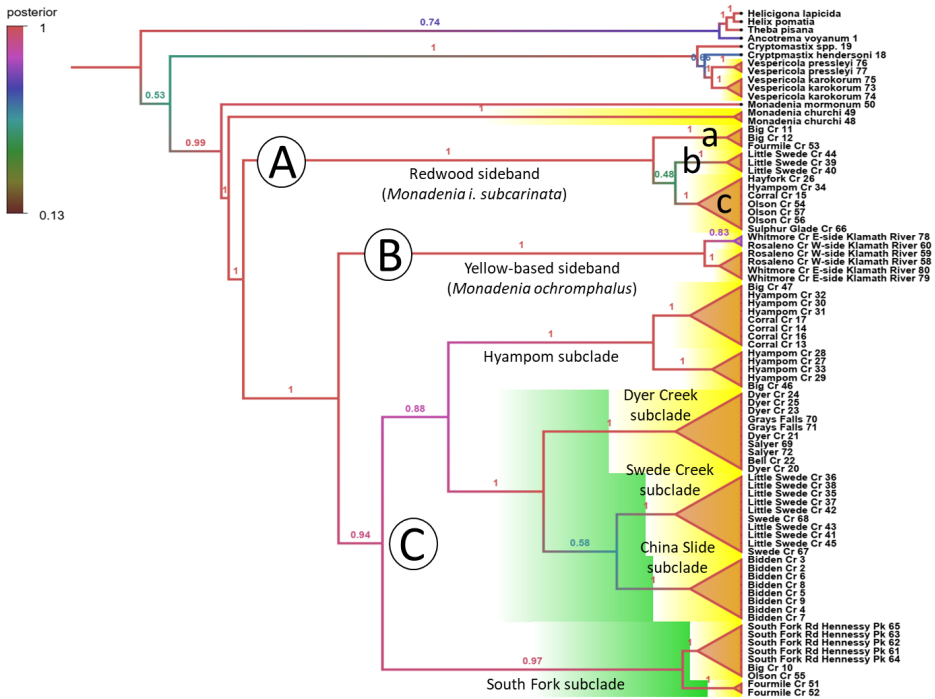 posterior
1
0.13
0.74
1
1
1
0.53
0.66
1
1
0.99
1
1
1
1
1
A
Redwood sideband
(Monadenia i. subcarinata)
1
a
b
1
0.48
1
c
B
1
Yellow-based sideband
(Monadenia ochromphalus)
0.83
1
1
Hyampom subclade
1
1
1
0.88
Dyer Creek
subclade
1
Swede Creek
subclade
1
1
0.58
China Slide
subclade
1
0.94
C
0.97
South Fork subclade
1
1
Helicigona lapicida
Helix pomatia
Theba pisana
Ancotrema voyanum 1
Cryptomastix spp. 19
Cryptomastix hendersoni 18
Vespericola pressleyi 76
Vespericola pressleyi 77
Vespericola karokorum 75
Vespericola karokorum 73
Vespericola karokorum 74
Monadenia mormonum 50
Monadenia churchi 49
Monadenia churchi 48
Big Cr 11
Big Cr 12
Fourmile Cr 53
Little Swede Cr 44
Little Swede Cr 39
Little Swede Cr 40
Hayfork Cr 26
Hyampom Cr 34
Corral Cr 15
Olson Cr 54
Olson Cr 57
Olson Cr 56
Sulphur Glade Cr 66
Whitmore Cr E-side Klamath River 78
Rosaleno Cr W-side Klamath River 60
Rosaleno Cr W-side Klamath River 59
Rosaleno Cr W-side Klamath River 58
Whitmore Cr E-side Klamath River 80
Whitmore Cr E-side Klamath River 79
Big Cr 47
Hyampom Cr 32
Hyampom Cr 30
Hyampom Cr 31
Corral Cr 17
Corral Cr 14
Corral Cr 16
Corral Cr 13
Hyampom Cr 28
Hyampom Cr 27
Hyampom Cr 33
Hyampom Cr 29
Big Cr 46
Dyer Cr 24
Dyer Cr 25
Dyer Cr 23
Grays Falls 70
Grays Falls 71
Dyer Cr 21
Salyer 69
Salyer 72
Bell Cr 22
Dyer Cr 20
Little Swede Cr 36
Little Swede Cr 38
Little Swede Cr 35
Little Swede Cr 37
Little Swede Cr 42
Swede Cr 68
Little Swede Cr 43
Little Swede Cr 41
Little Swede Cr 45
Swede Cr 67
Bidden Cr 3
Bidden Cr 2
Bidden Cr 6
Bidden Cr 8
Bidden Cr 5
Bidden Cr 9
Bidden Cr 4
Bidden Cr 7
South Fork Rd Hennessy Pk 65
South Fork Rd Hennessy Pk 63
South Fork Rd Hennessy Pk 62
South Fork Rd Hennessy Pk 61
South Fork Rd Hennessy Pk 64
Big Cr 10
Olson Cr 55
Fourmile Cr 51
Fourmile Cr 52